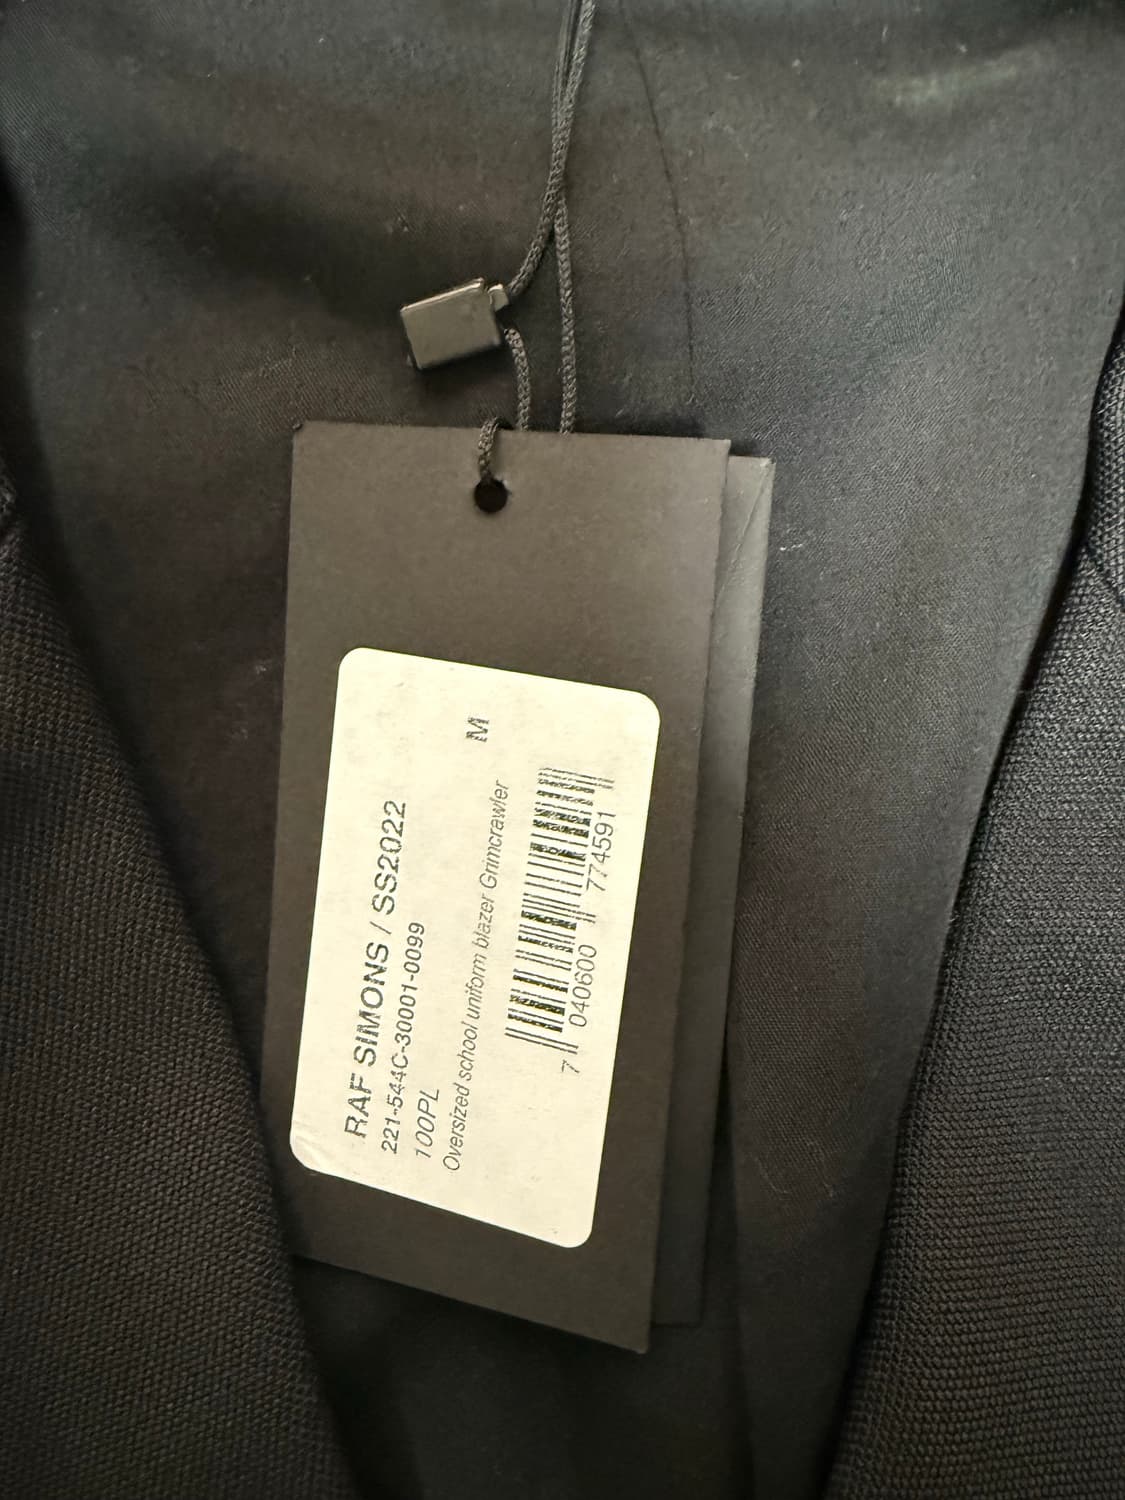 RAF SIMONS / SS2022
221-544C-30001-0099
100PL
M
Oversized school uniform blazer Grimcrawler
7 040600 774591